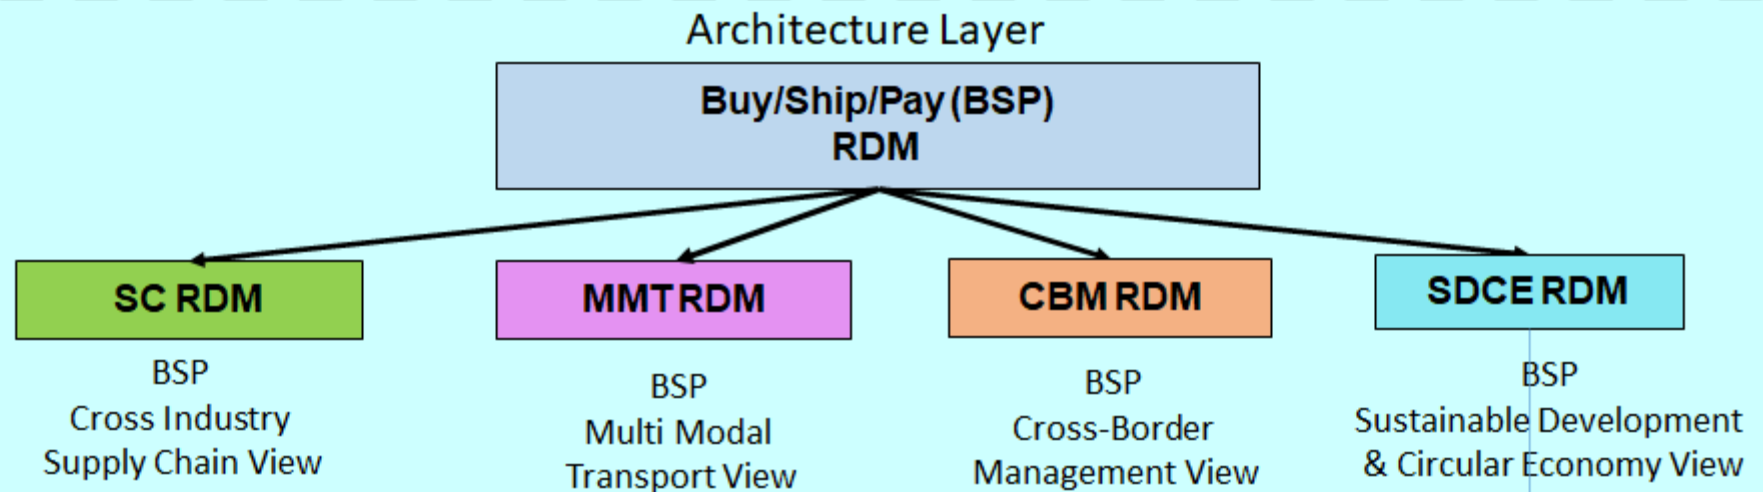 Architecture Layer
Buy/Ship/Pay (BSP)
RDM
SC RDM
MMT RDM
CBM RDM
SDCE RDM
BSP
Cross Industry
Supply Chain View
BSP
Multi Modal
Transport View
BSP
Cross-Border
Management View
BSP
Sustainable Development
& Circular Economy View